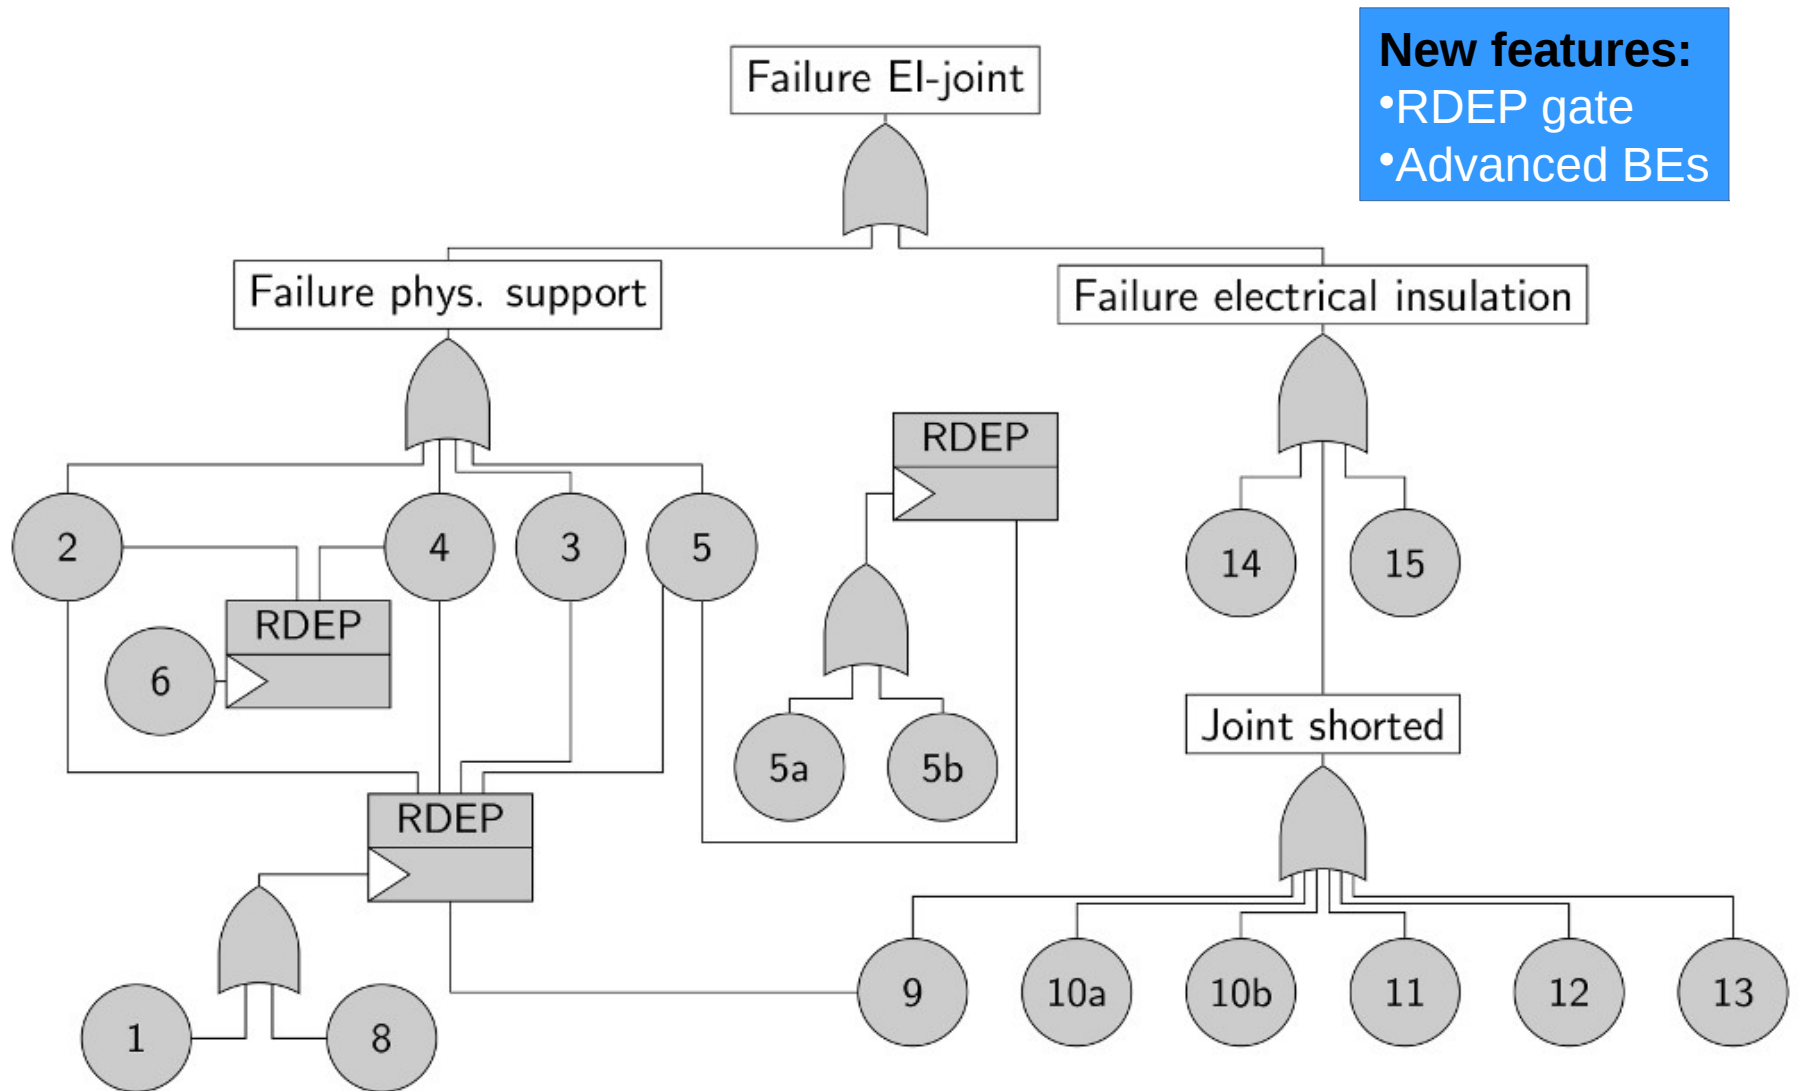 New features:
•RDEP gate
•Advanced BEs
Failure EI-joint
Failure phys. support
Failure electrical insulation
RDEP
2
4
3
5
14
15
RDEP
6
Joint shorted
5a
5b
RDEP
9
10a
10b
11
12
13
1
8